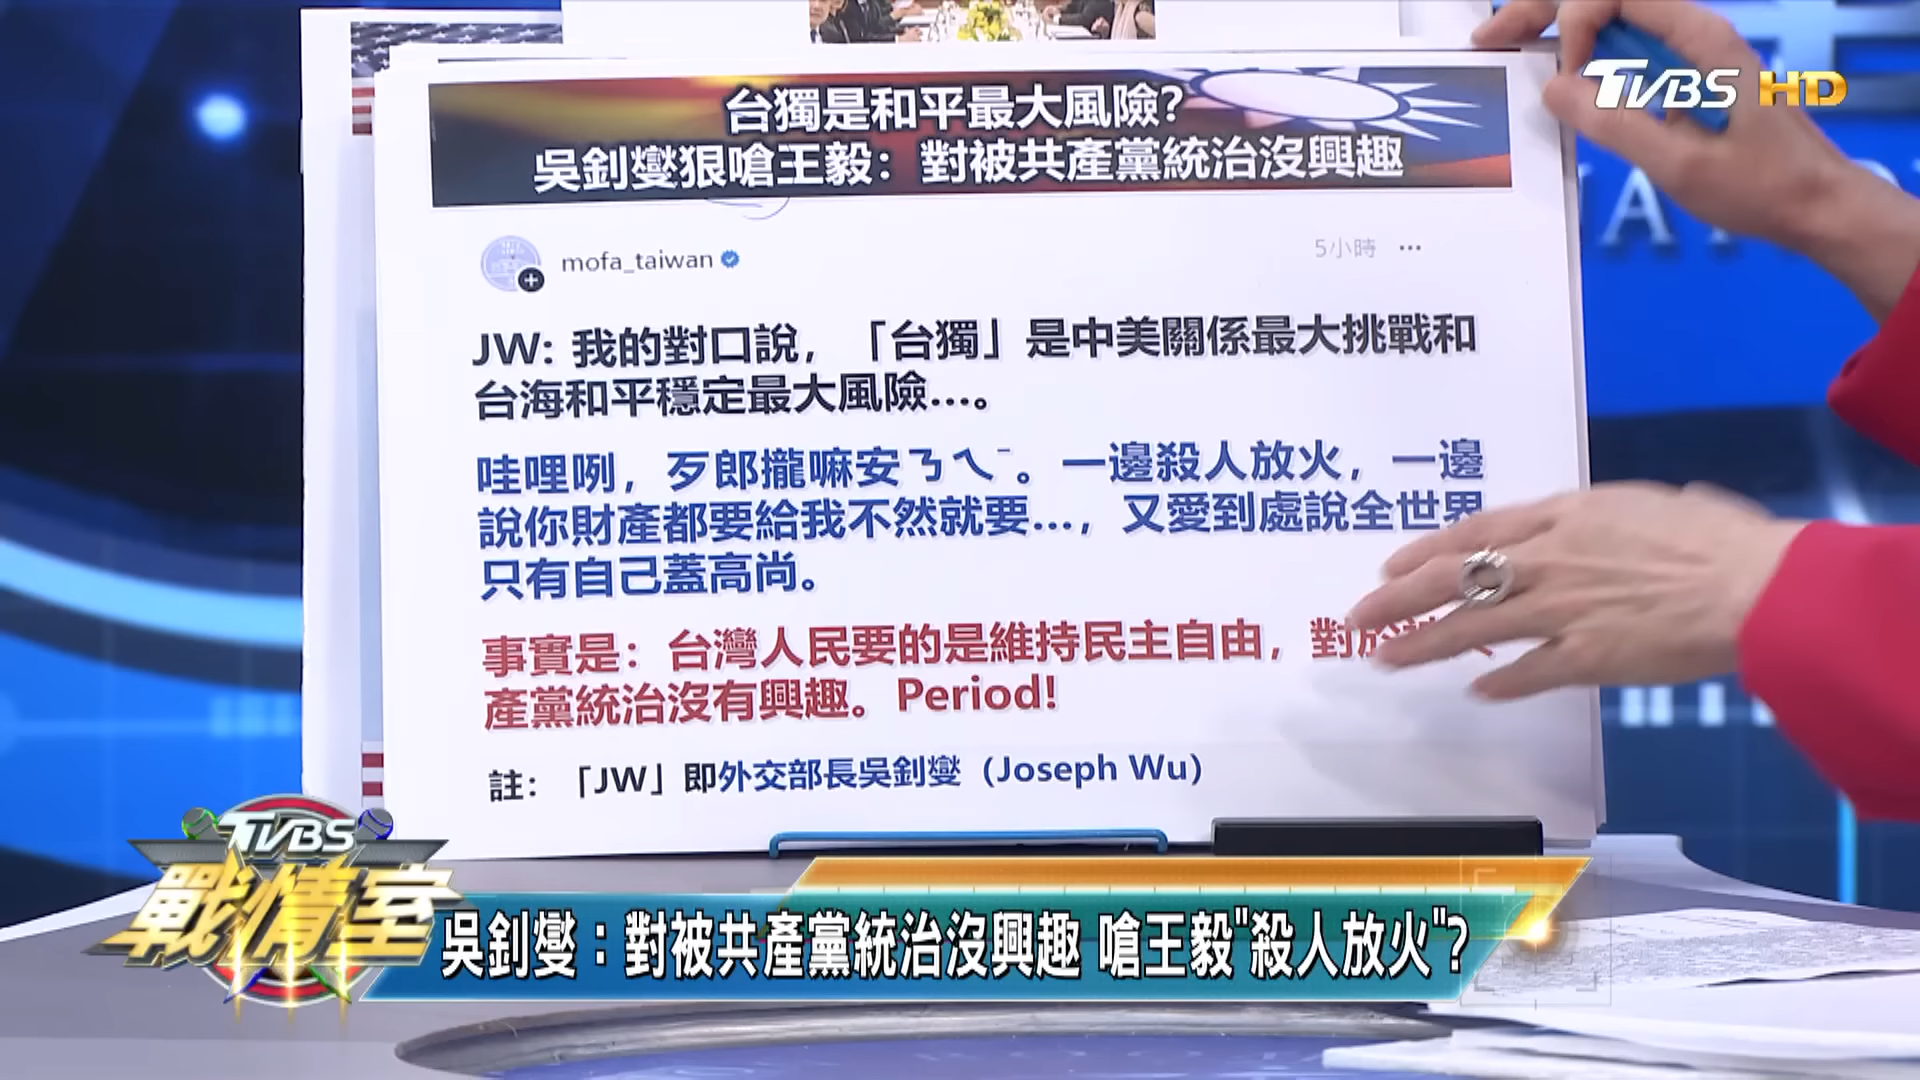 TVBS HD
台獨是和平最大風險？
吳釗燮狠嗆王毅：對被共產黨統治沒興趣
mofa_taiwan
5小時 ...
JW: 我的對口說，「台獨」是中美關係最大挑戰和
台海和平穩定最大風險...。
哇哩咧，歹郎攏嘛安ㄋㄟˉ。一邊殺人放火，一邊
說你財產都要給我不然就要...，又愛到處說全世界
只有自己蓋高尚。
事實是：台灣人民要的是維持民主自由，對於
產黨統治沒有興趣。Period!
註：「JW」即外交部長吳釗燮（Joseph Wu）
TVBS
戰情室
吳釗燮：對被共產黨統治沒興趣 嗆王毅"殺人放火"？